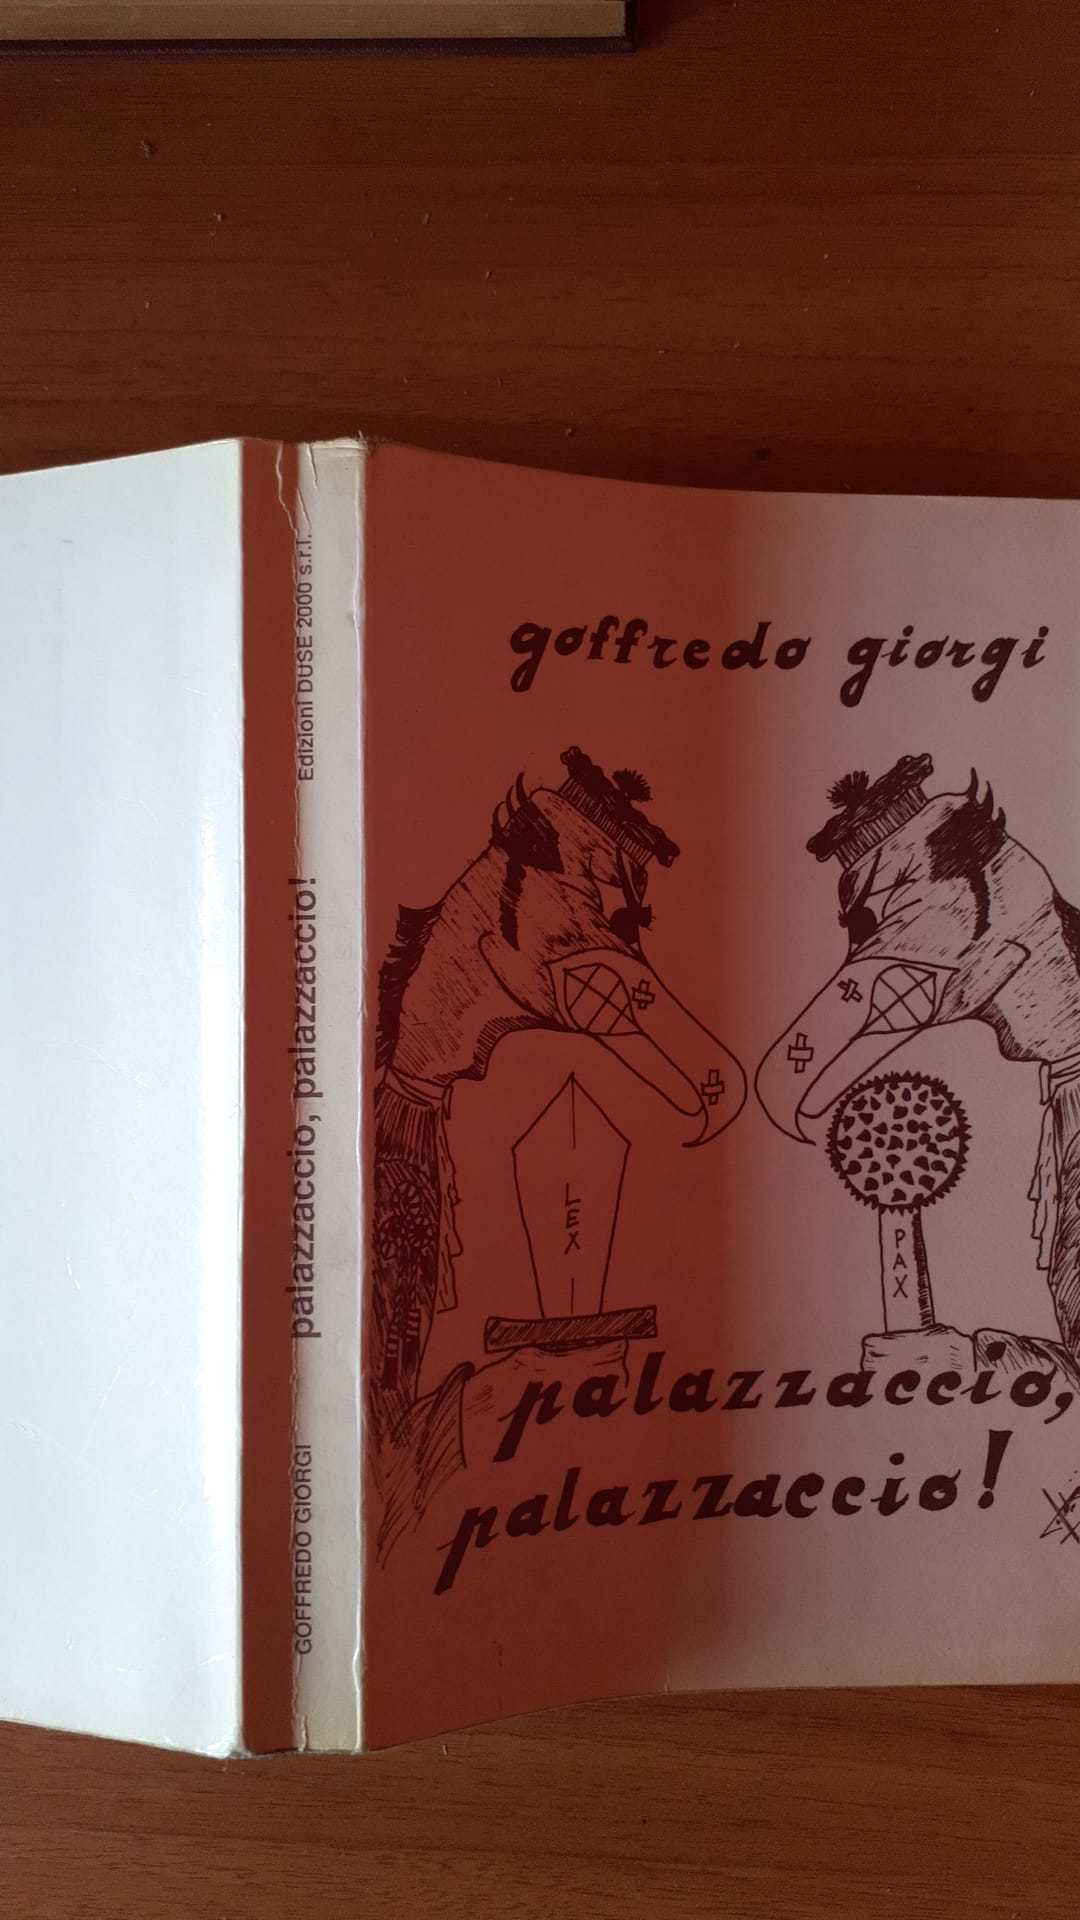 GOFFREDO GIORGI palazzaccio, palazzaccio! Edizioni DUSE 2000 s.r.l.
goffredo giorgi
LEX
PAX
palazzaccio,
palazzaccio!